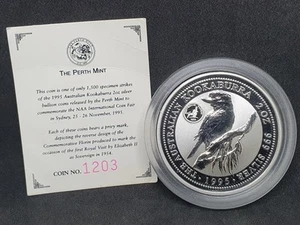 THE PERTH MINT
This coin is one of only 1,500 specimen strikes
of the 1995 Australian Kookaburra 2oz silver
bullion coins released by The Perth Mint to
commemorate the NAA International Coin Fair
in Sydney, 25 - 26 November, 1995.
Each of these coins bears a privy mark,
depicting the reverse design of the
Commemorative Florin produced to mark the
occasion of the first Royal Visit by Elizabeth II
as Sovereign in 1954.
COIN NO. 1203
THE AUSTRALIAN KOOKABURRA 2 OZ 999 SILVER
·1995·